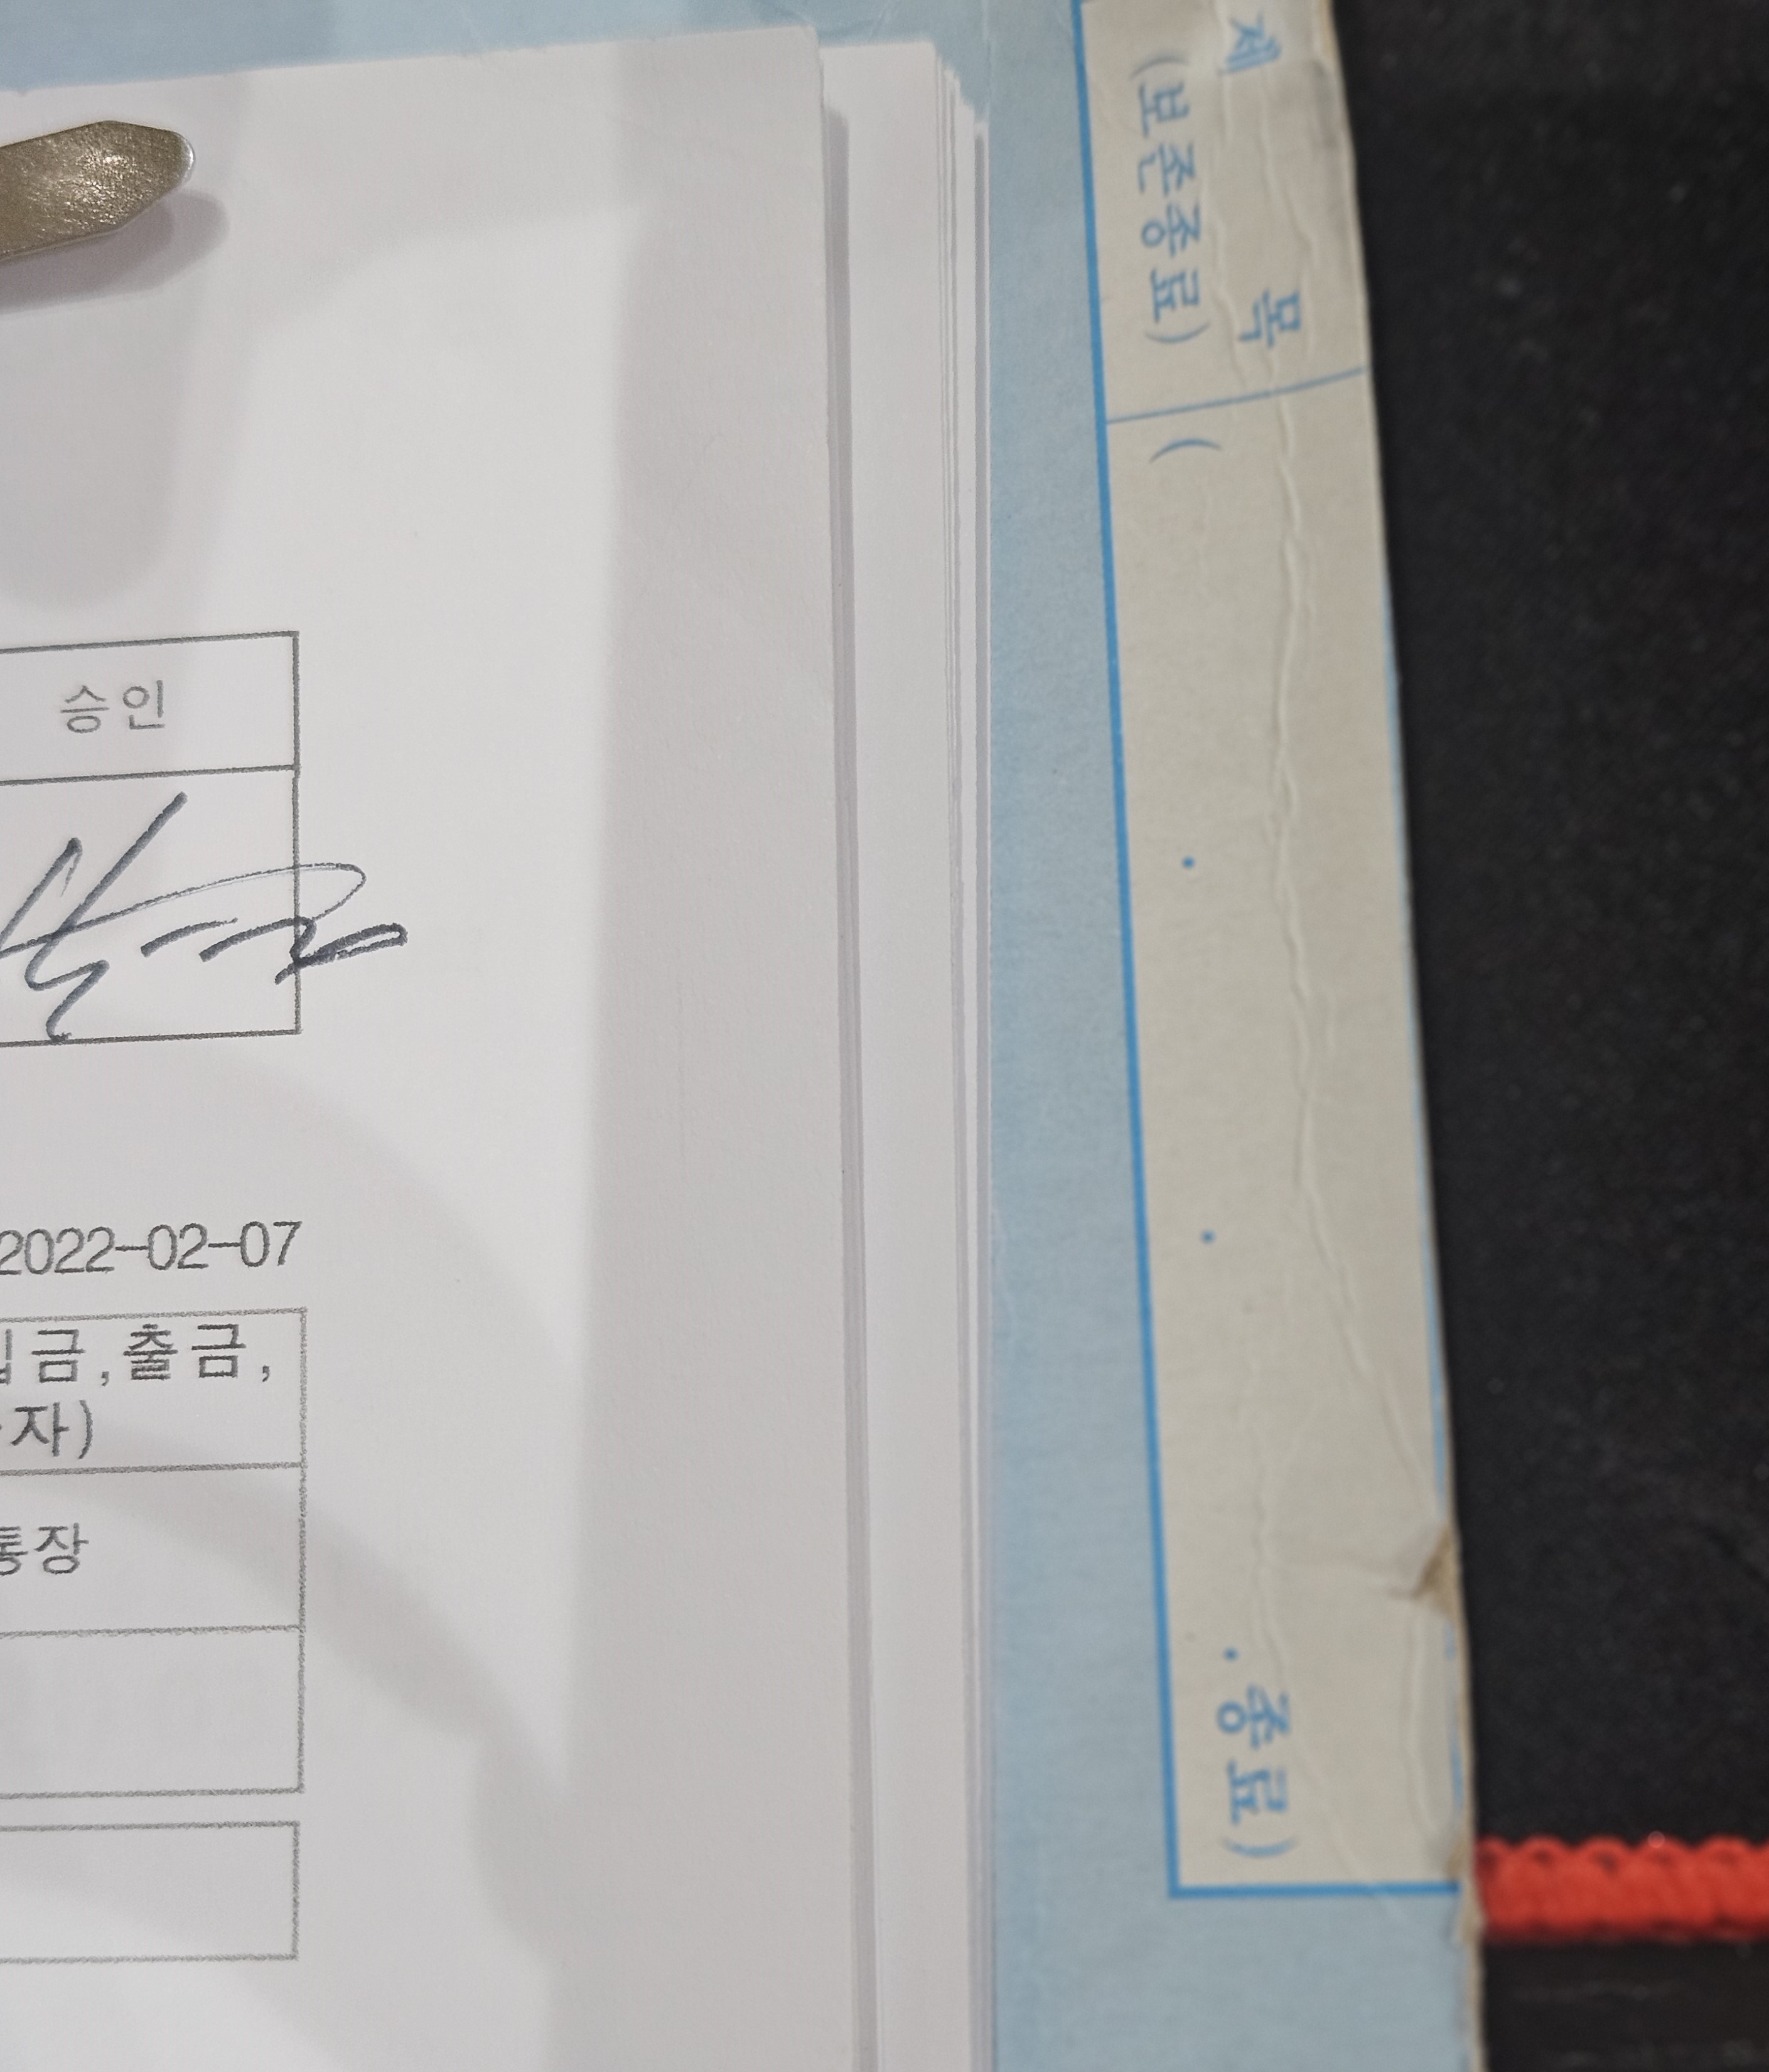 승인
2022-02-07
입금,출금,
자)
통장
제 목
(보존종료)
(
. . . 종료)